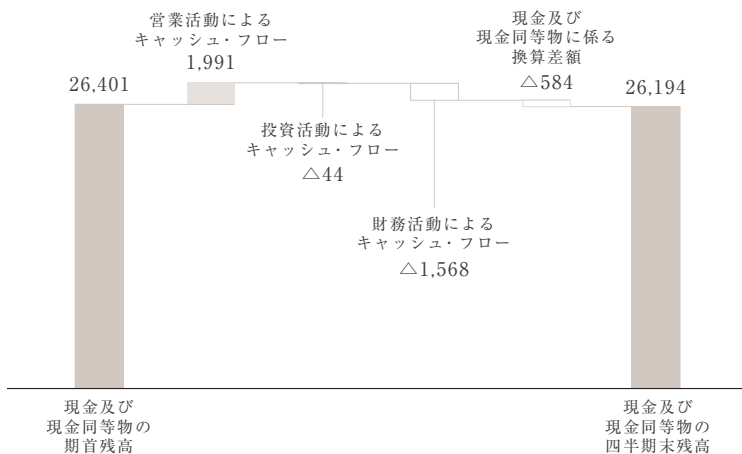 営業活動による
キャッシュ・フロー
1,991
現金及び
現金同等物に係る
換算差額
△584
26,401
26,194
投資活動による
キャッシュ・フロー
△44
財務活動による
キャッシュ・フロー
△1,568
現金及び
現金同等物の
期首残高
現金及び
現金同等物の
四半期末残高